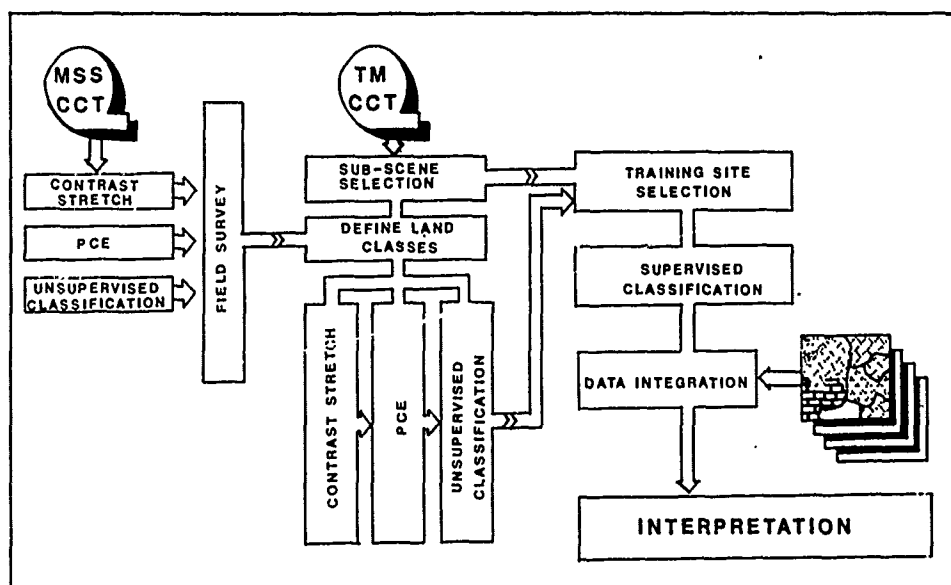 MSS
CCT
CONTRAST
STRETCH
PCE
UNSUPERVISED
CLASSIFICATION
FIELD SURVEY
TM
CCT
SUB-SCENE
SELECTION
DEFINE LAND
CLASSES
CONTRAST STRETCH
PCE
UNSUPERVISED
CLASSIFICATION
TRAINING SITE
SELECTION
SUPERVISED
CLASSIFICATION
DATA INTEGRATION
INTERPRETATION